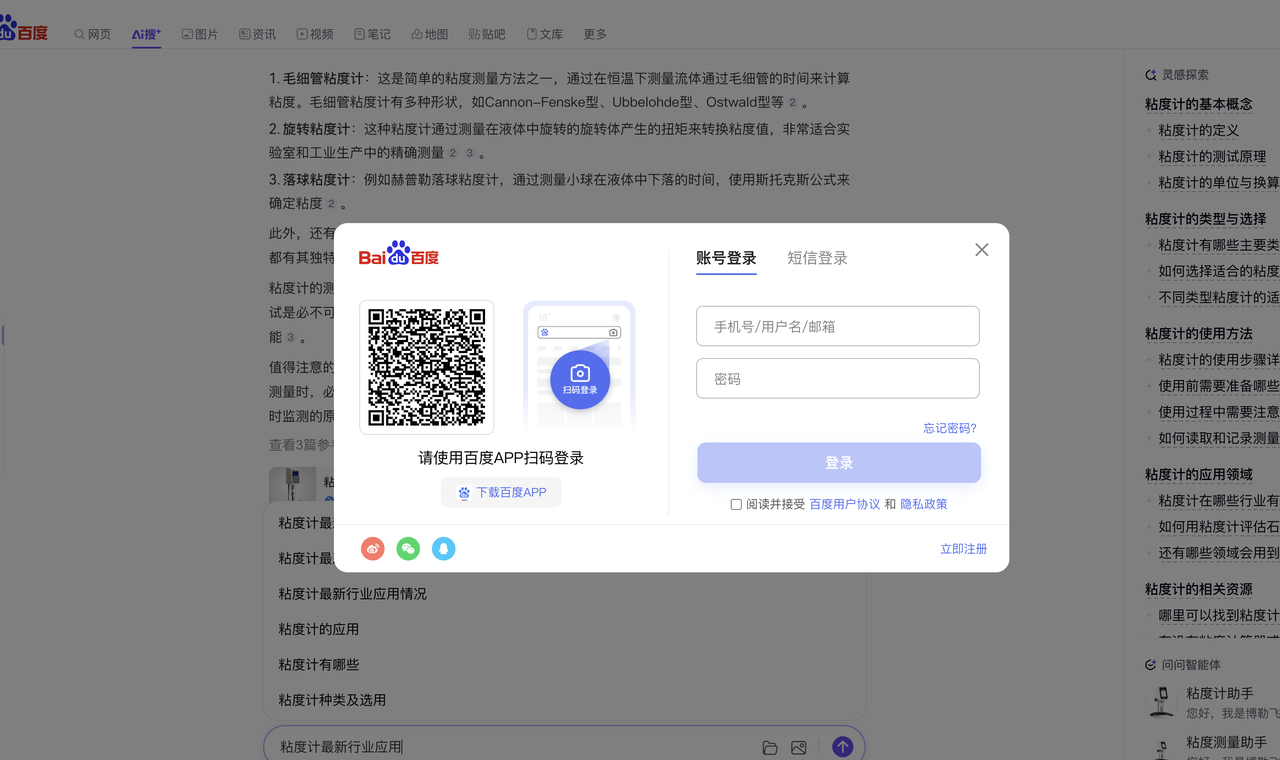 du百度
网页
Ai搜+
图片
资讯
视频
笔记
地图
贴吧
文库
更多
1. 毛细管粘度计：这是简单的粘度测量方法之一，通过在恒温下测量流体通过毛细管的时间来计算
粘度。毛细管粘度计有多种形状，如Cannon-Fenske型、Ubbelohde型、Ostwald型等 2 。
2. 旋转粘度计：这种粘度计通过测量在液体中旋转的旋转体产生的扭矩来转换粘度值，非常适合实
验室和工业生产中的精确测量 2 3 。
3. 落球粘度计：例如赫普勒落球粘度计，通过测量小球在液体中下落的时间，使用斯托克斯公式来
确定粘度 2 。
此外，还有
都有其独特
粘度计的测
试是必不可
能 3 。
值得注意的
测量时，必
时监测的原
查看3篇参
粘
粘度计最
粘度计最
粘度计最新行业应用情况
粘度计的应用
粘度计有哪些
粘度计种类及选用
粘度计最新行业应用
Bai du 百度
18°
扫码登录
请使用百度APP扫码登录
下载百度APP
账号登录
短信登录
手机号/用户名/邮箱
密码
忘记密码?
登录
阅读并接受 百度用户协议 和 隐私政策
立即注册
灵感探索
粘度计的基本概念
粘度计的定义
粘度计的测试原理
粘度计的单位与换算
粘度计的类型与选择
粘度计有哪些主要类
如何选择适合的粘度
不同类型粘度计的适
粘度计的使用方法
粘度计的使用步骤详
使用前需要准备哪些
使用过程中需要注意
如何读取和记录测量
粘度计的应用领域
粘度计在哪些行业有
如何用粘度计评估石
还有哪些领域会用到
粘度计的相关资源
哪里可以找到粘度计
问问智能体
粘度计助手
您好，我是博勒飞
粘度测量助手